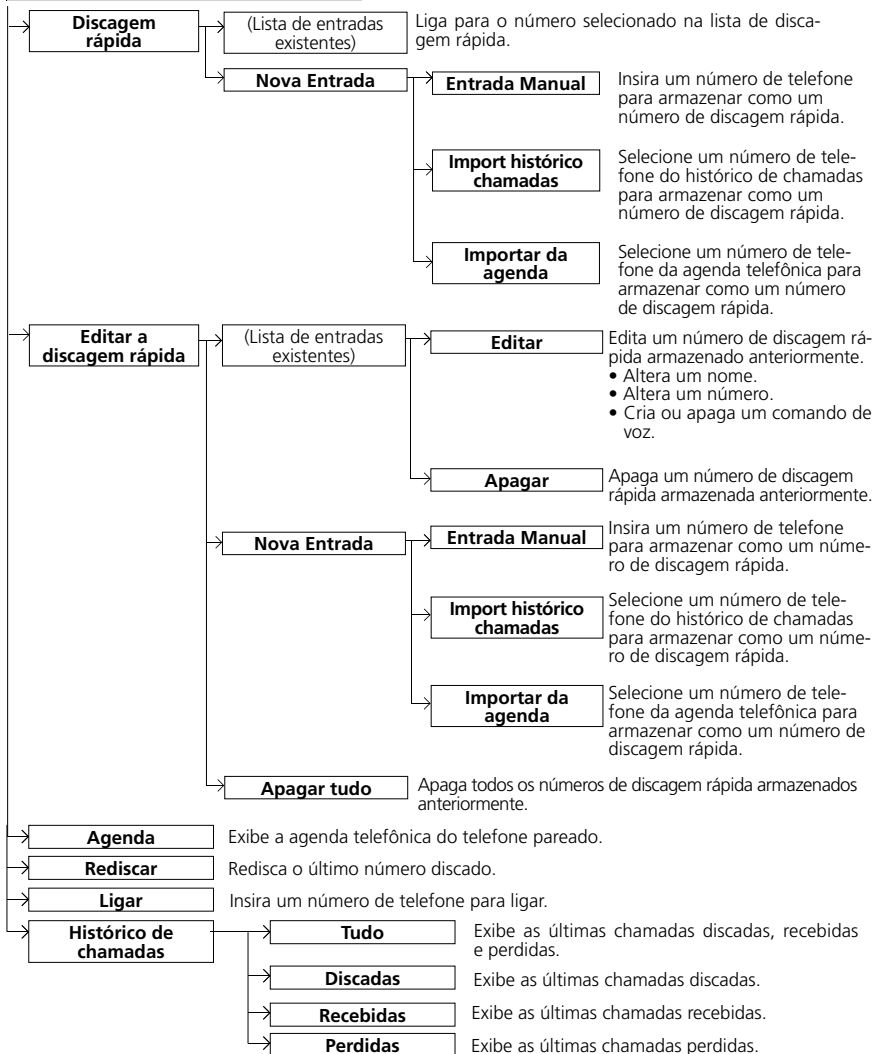 Discagem
rápida
(Lista de entradas
existentes)
Liga para o número selecionado na lista de disca-
gem rápida.
Nova Entrada
Entrada Manual
Insira um número de telefone
para armazenar como um
número de discagem rápida.
Import histórico
chamadas
Selecione um número de tele-
fone do histórico de chamadas
para armazenar como um
número de discagem rápida.
Importar da
agenda
Selecione um número de tele-
fone da agenda telefônica para
armazenar como um número
de discagem rápida.
Editar a
discagem rápida
(Lista de entradas
existentes)
Editar
Edita um número de discagem rá-
pida armazenado anteriormente.
• Altera um nome.
• Altera um número.
• Cria ou apaga um comando de
voz.
Apagar
Apaga um número de discagem
rápida armazenada anteriormente.
Nova Entrada
Entrada Manual
Insira um número de telefone
para armazenar como um núme-
ro de discagem rápida.
Import histórico
chamadas
Selecione um número de tele-
fone do histórico de chamadas
para armazenar como um núme-
ro de discagem rápida.
Importar da
agenda
Selecione um número de tele-
fone da agenda telefônica para
armazenar como um número de
discagem rápida.
Apagar tudo
Apaga todos os números de discagem rápida armazenados
anteriormente.
Agenda
Exibe a agenda telefônica do telefone pareado.
Rediscar
Redisca o último número discado.
Ligar
Insira um número de telefone para ligar.
Histórico de
chamadas
Tudo
Exibe as últimas chamadas discadas, recebidas
e perdidas.
Discadas
Exibe as últimas chamadas discadas.
Recebidas
Exibe as últimas chamadas recebidas.
Perdidas
Exibe as últimas chamadas perdidas.